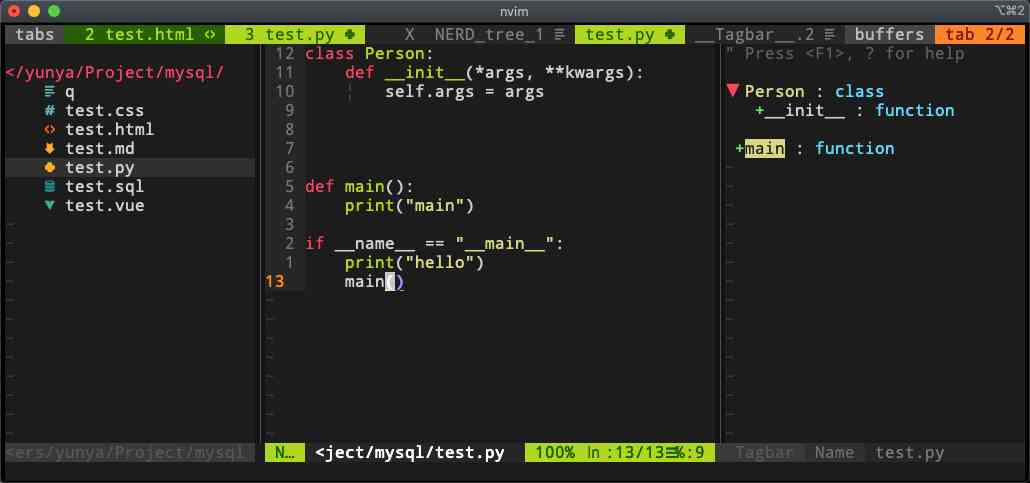 nvim
⌥⌘2
tabs 2 test.html <> 3 test.py X NERD_tree_1 test.py __Tagbar__.2 buffers tab 2/2
</yunya/Project/mysql/
q
# test.css
<> test.html
test.md
test.py
test.sql
test.vue
12 class Person:
11 def __init__(*args, **kwargs):
10 ¦ self.args = args
9
8
7
6
5 def main():
4 print("main")
3
2 if __name__ == "__main__":
1 print("hello")
13 main()
" Press <F1>, ? for help
▼ Person : class
+__init__ : function
+main : function
<ers/yunya/Project/mysql N… <ject/mysql/test.py 100% ln :13/13☰%:9 Tagbar Name test.py